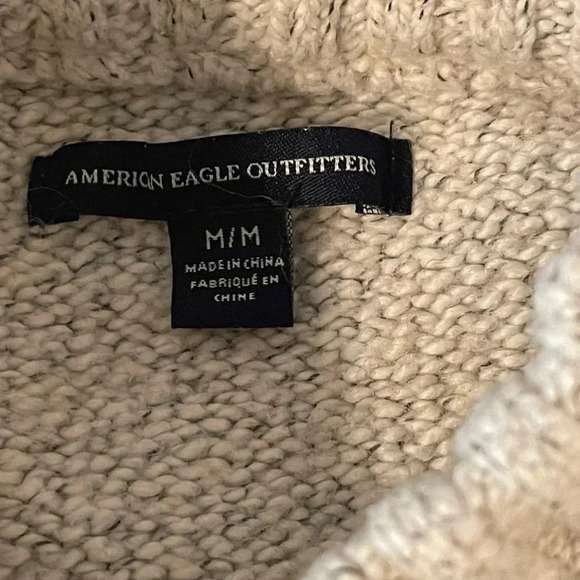 AMERICAN EAGLE OUTFITTERS
M/M
MADE IN CHINA
FABRIQUÉ EN
CHINE